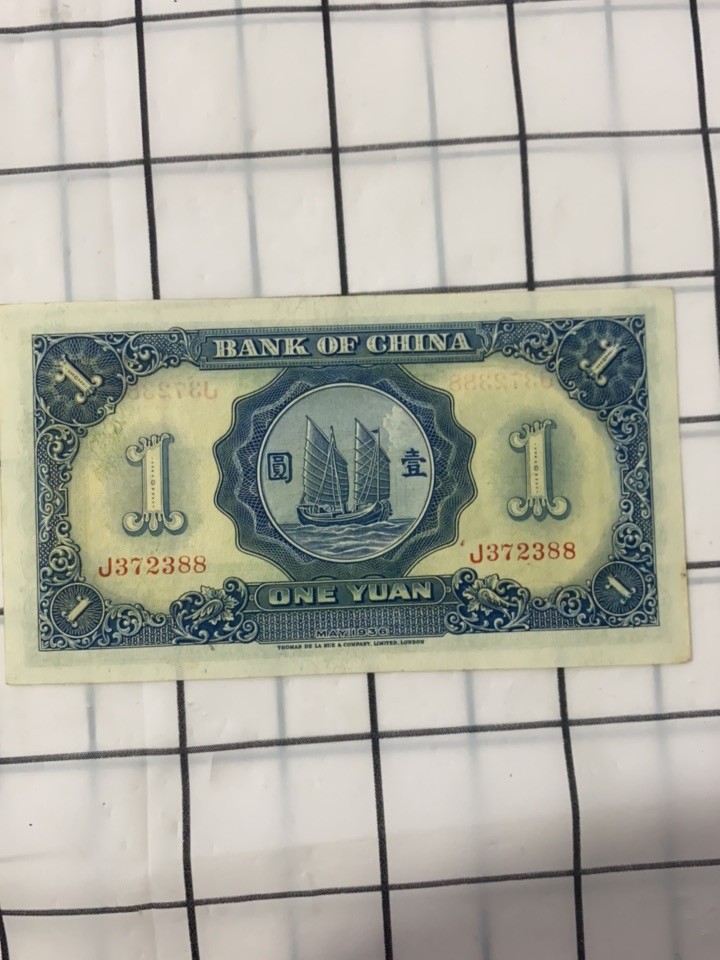 BANK OF CHINA
1 1
1 圓 壹 1
J372388 J372388
1 ONE YUAN 1
MAY 1936
THOMAS DE LA RUE & COMPANY, LIMITED, LONDON